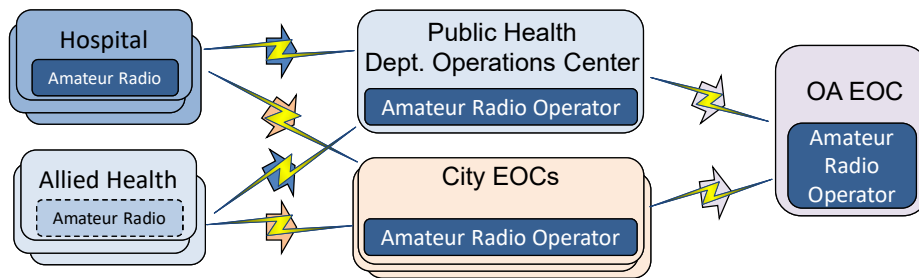 Hospital
Amateur Radio
Allied Health
Amateur Radio
Public Health
Dept. Operations Center
Amateur Radio Operator
City EOCs
Amateur Radio Operator
OA EOC
Amateur
Radio
Operator